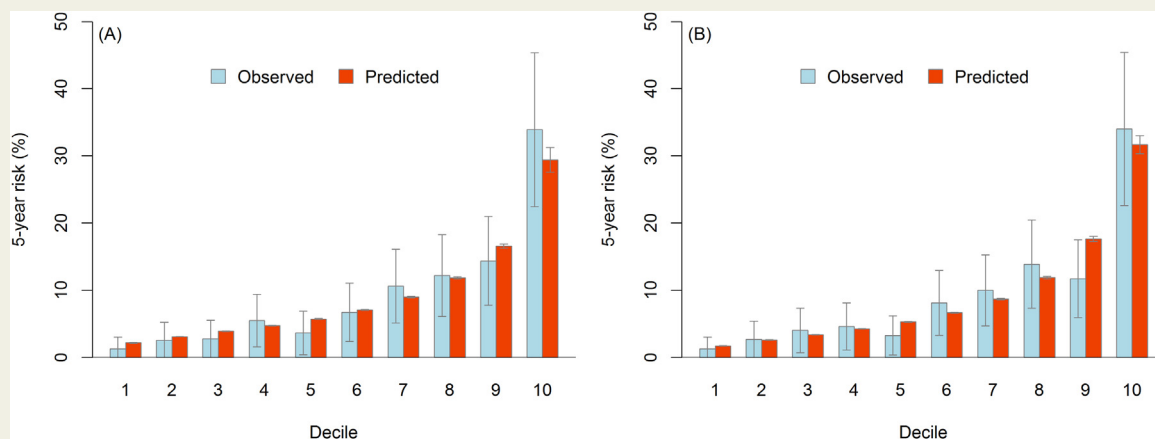 (A)
Observed Predicted
5-year risk (%)
0 10 20 30 40 50
1 2 3 4 5 6 7 8 9 10
Decile
(B)
Observed Predicted
5-year risk (%)
0 10 20 30 40 50
1 2 3 4 5 6 7 8 9 10
Decile